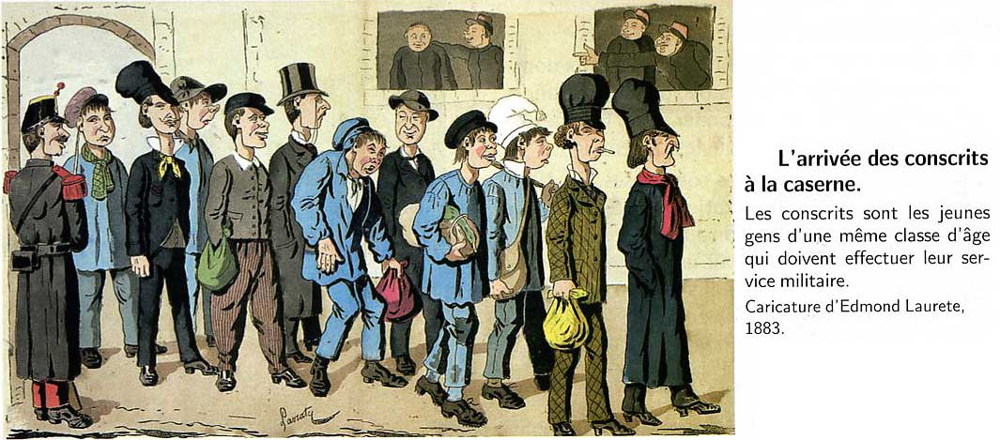 L'arrivée des conscrits
à la caserne.
Les conscrits sont les jeunes
gens d'une même classe d'âge
qui doivent effectuer leur ser-
vice militaire.
Caricature d'Edmond Laurete,
1883.